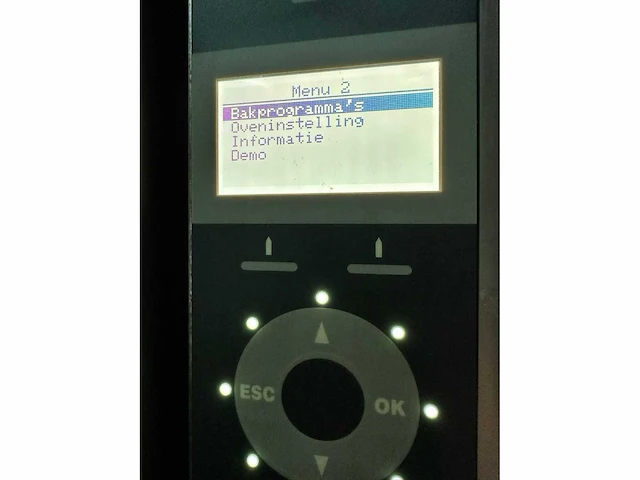 Menu 2
Bakprogramma's
Oveninstelling
Informatie
Demo
ESC
OK